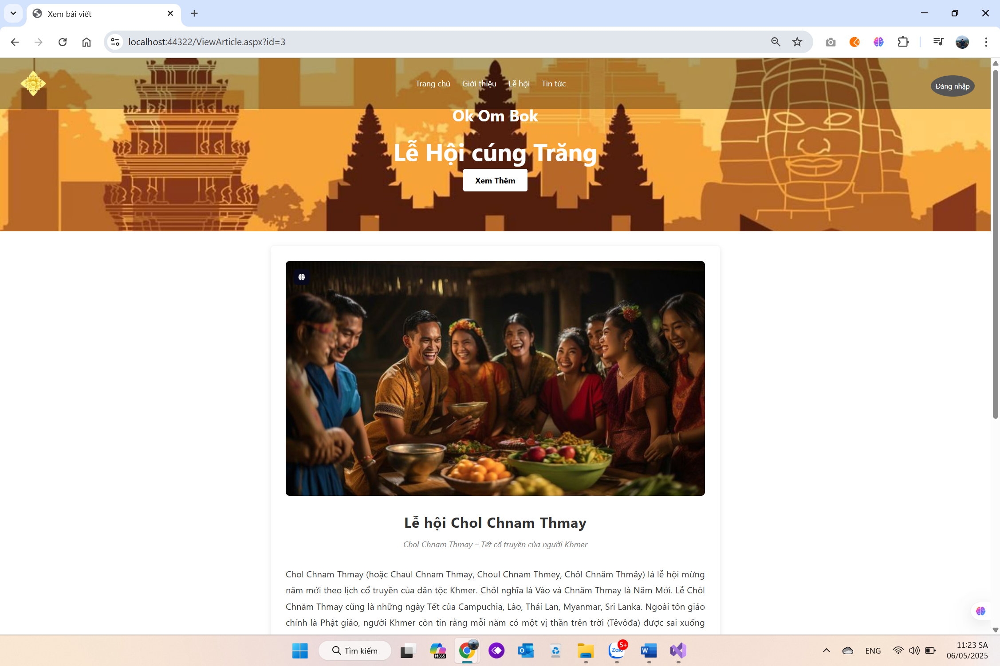 Xem bài viết
localhost:44322/ViewArticle.aspx?id=3
Trang chủ
Giới thiệu
Lễ hội
Tin tức
Đăng nhập
Ok Om Bok
Lễ Hội cúng Trăng
Xem Thêm
Lễ hội Chol Chnam Thmay
Chol Chnam Thmay – Tết cổ truyền của người Khmer
Chol Chnam Thmay (hoặc Chaul Chnam Thmay, Choul Chnam Thmey, Chôl Chnăm Thmây) là lễ hội mừng
năm mới theo lịch cổ truyền của dân tộc Khmer. Chôl nghĩa là Vào và Chnăm Thmay là Năm Mới. Lễ Chôl
Chnăm Thmay cũng là những ngày Tết của Campuchia, Lào, Thái Lan, Myanmar, Sri Lanka. Ngoài tôn giáo
chính là Phật giáo, người Khmer còn tin rằng mỗi năm có một vị thần trên trời (Têvôđa) được sai xuống
Tìm kiếm
M365
O
Zalo
5+
W
ENG
11:23 SA
06/05/2025